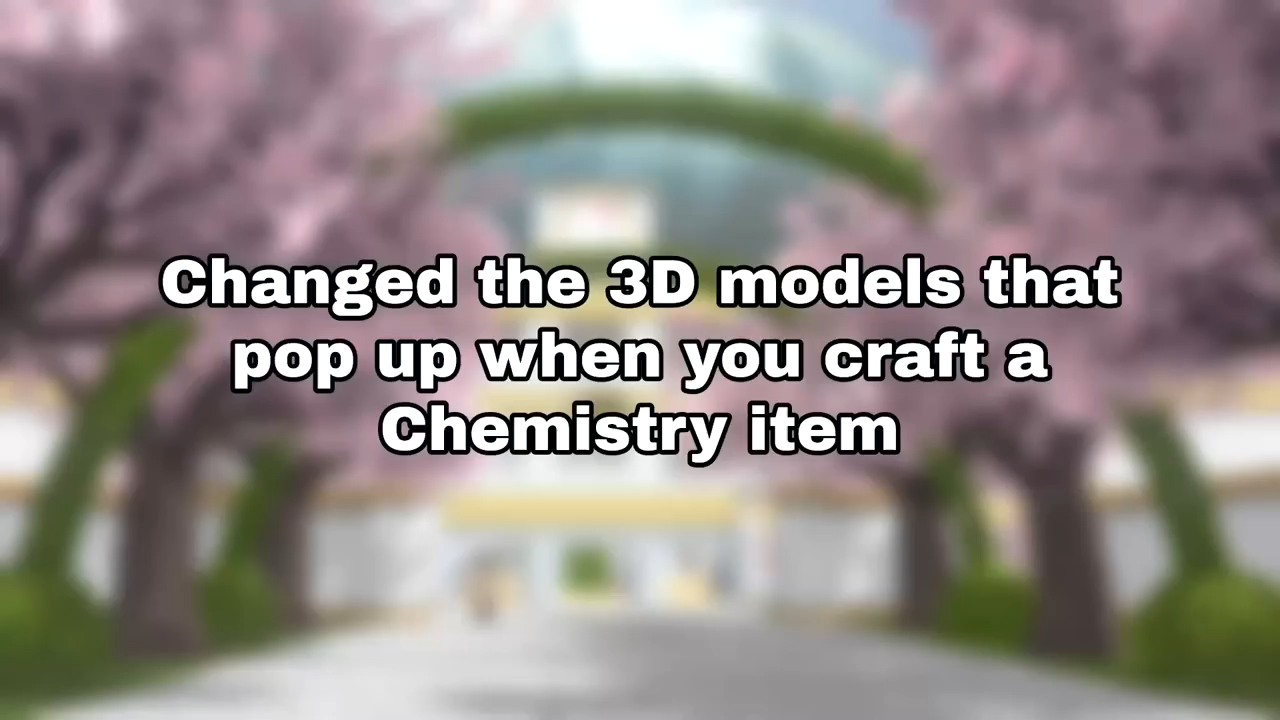 Changed the 3D models that
pop up when you craft a
Chemistry item